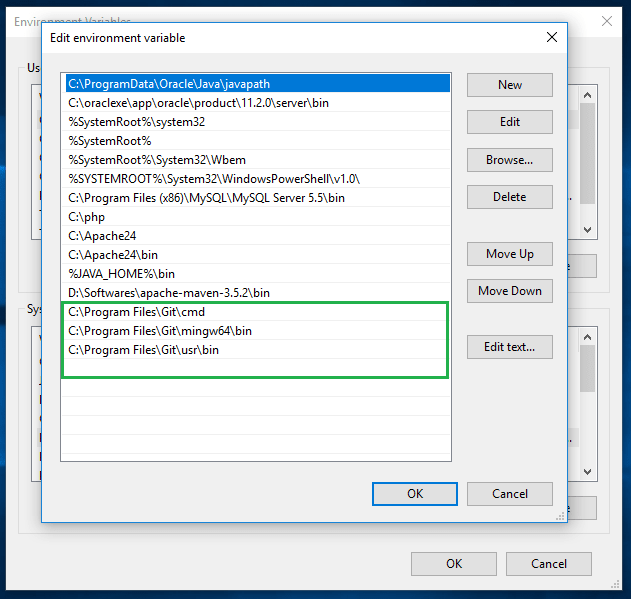 Environment Variables
Edit environment variable
C:\ProgramData\Oracle\Java\javapath
C:\oraclexe\app\oracle\product\11.2.0\server\bin
%SystemRoot%\system32
%SystemRoot%
%SystemRoot%\System32\Wbem
%SYSTEMROOT%\System32\WindowsPowerShell\v1.0\
C:\Program Files (x86)\MySQL\MySQL Server 5.5\bin
C:\php
C:\Apache24
C:\Apache24\bin
%JAVA_HOME%\bin
D:\Softwares\apache-maven-3.5.2\bin
C:\Program Files\Git\cmd
C:\Program Files\Git\mingw64\bin
C:\Program Files\Git\usr\bin
New
Edit
Browse...
Delete
Move Up
Move Down
Edit text...
OK
Cancel
OK
Cancel